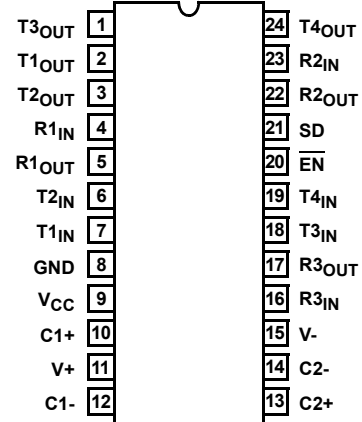 T3OUT 1 24 T4OUT
T1OUT 2 23 R2IN
T2OUT 3 22 R2OUT
R1IN 4 21 SD
R1OUT 5 20 EN
T2IN 6 19 T4IN
T1IN 7 18 T3IN
GND 8 17 R3OUT
VCC 9 16 R3IN
C1+ 10 15 V-
V+ 11 14 C2-
C1- 12 13 C2+